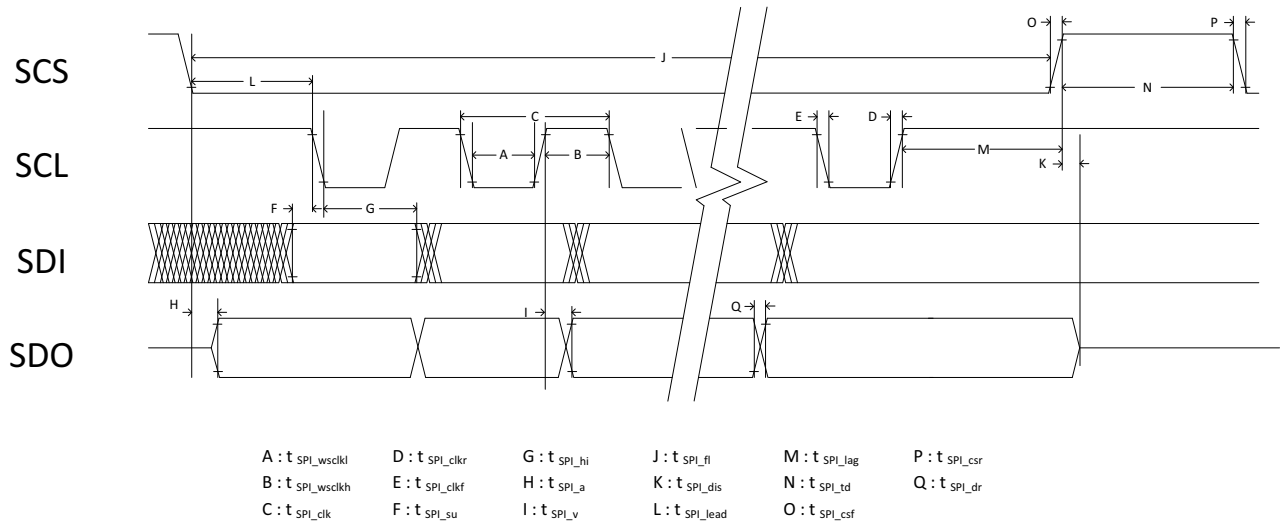 O P
SCS
J
L N
C
E D
SCL
A B M
K
F G
SDI
H
I Q
SDO
A : t SPI_wsclkl D : t SPI_clkr G : t SPI_hi J : t SPI_fl M : t SPI_lag P : t SPI_csr
B : t SPI_wsclkh E : t SPI_clkf H : t SPI_a K : t SPI_dis N : t SPI_td Q : t SPI_dr
C : t SPI_clk F : t SPI_su I : t SPI_v L : t SPI_lead O : t SPI_csf